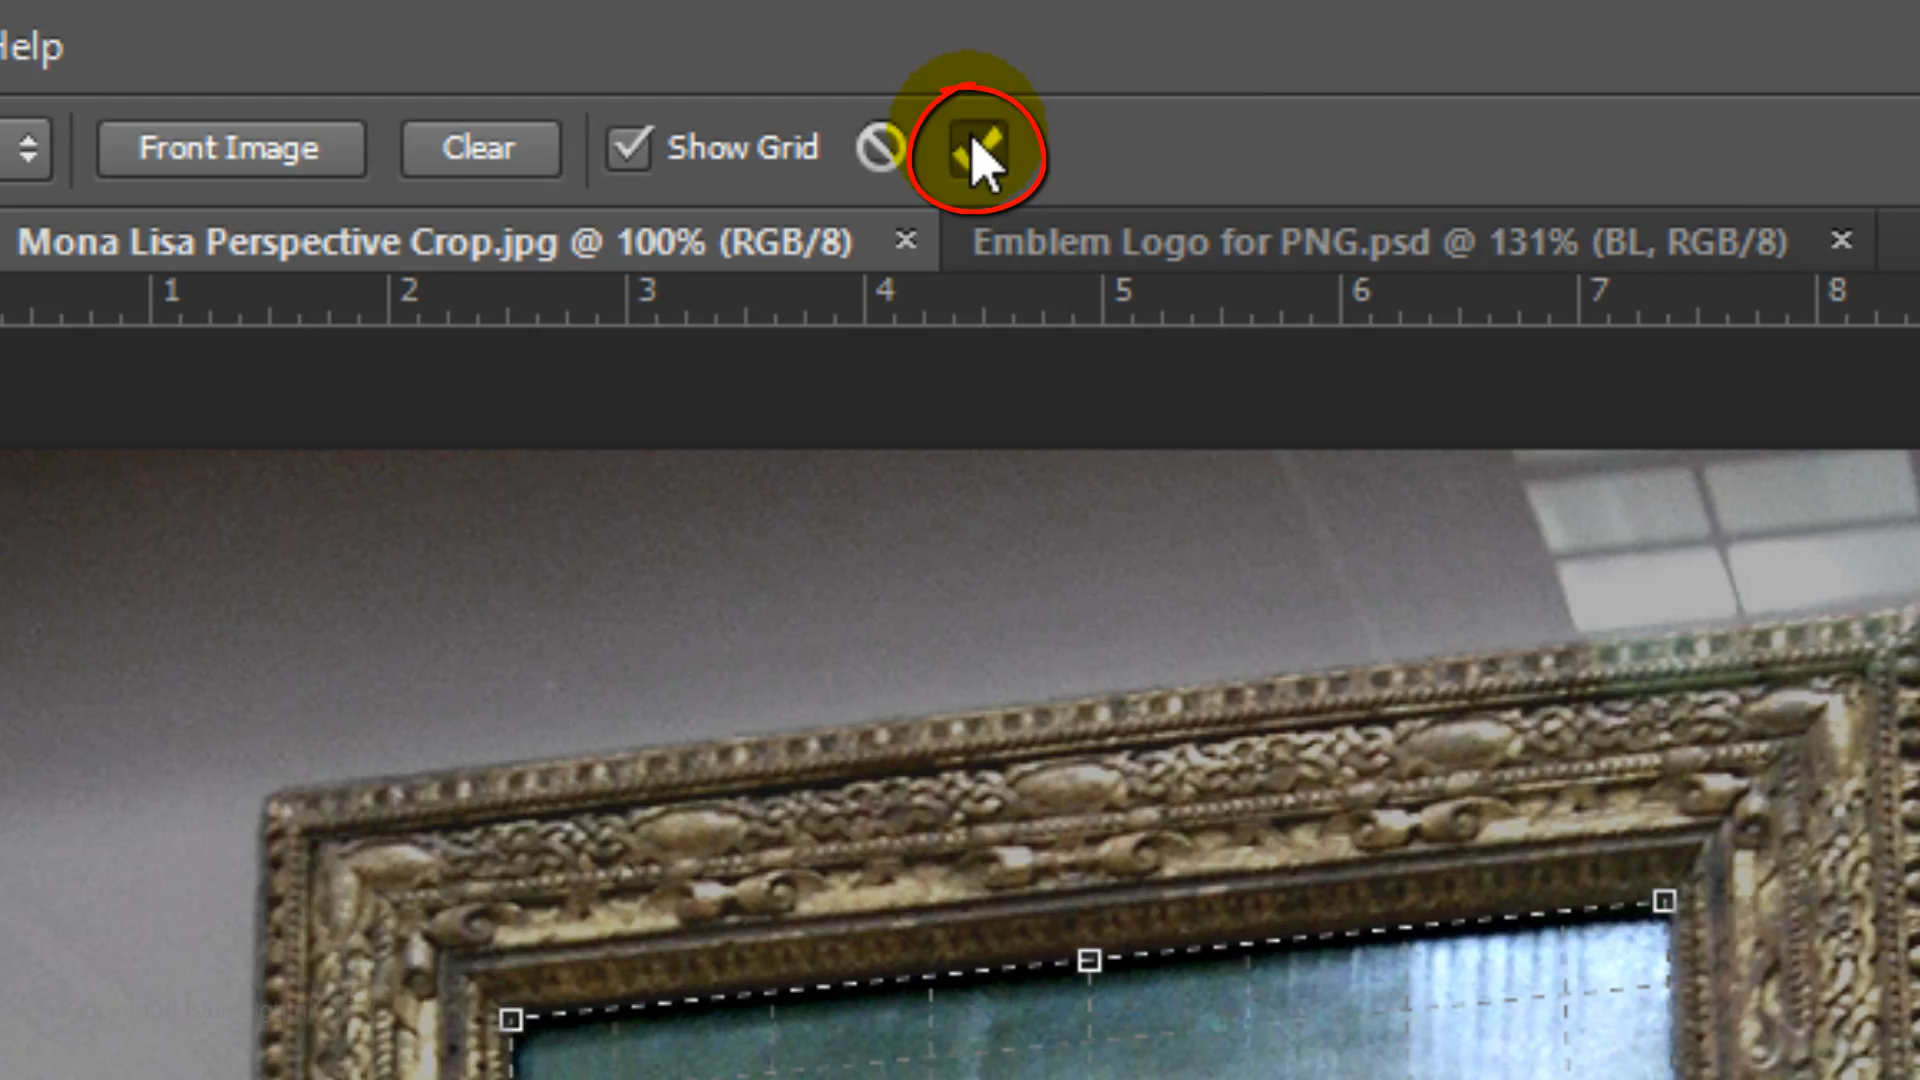 Help
Front Image Clear Show Grid
Mona Lisa Perspective Crop.jpg @ 100% (RGB/8) × Emblem Logo for PNG.psd @ 131% (BL, RGB/8) ×
1 2 3 4 5 6 7 8